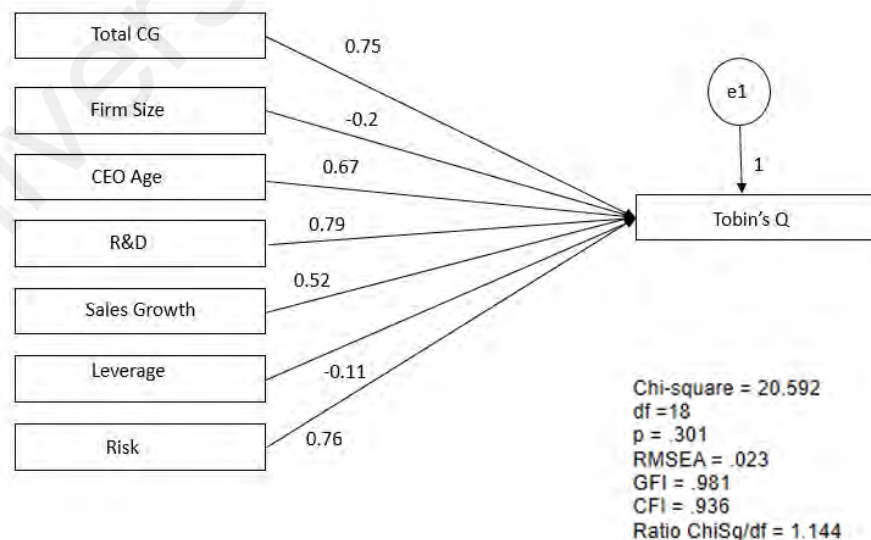 Total CG
0.75
Firm Size
-0.2
e1
CEO Age
0.67
1
R&D
0.79
Tobin's Q
Sales Growth
0.52
Leverage
-0.11
Risk
0.76
Chi-square = 20.592
df =18
p = .301
RMSEA = .023
GFI = .981
CFI = .936
Ratio ChiSq/df = 1.144